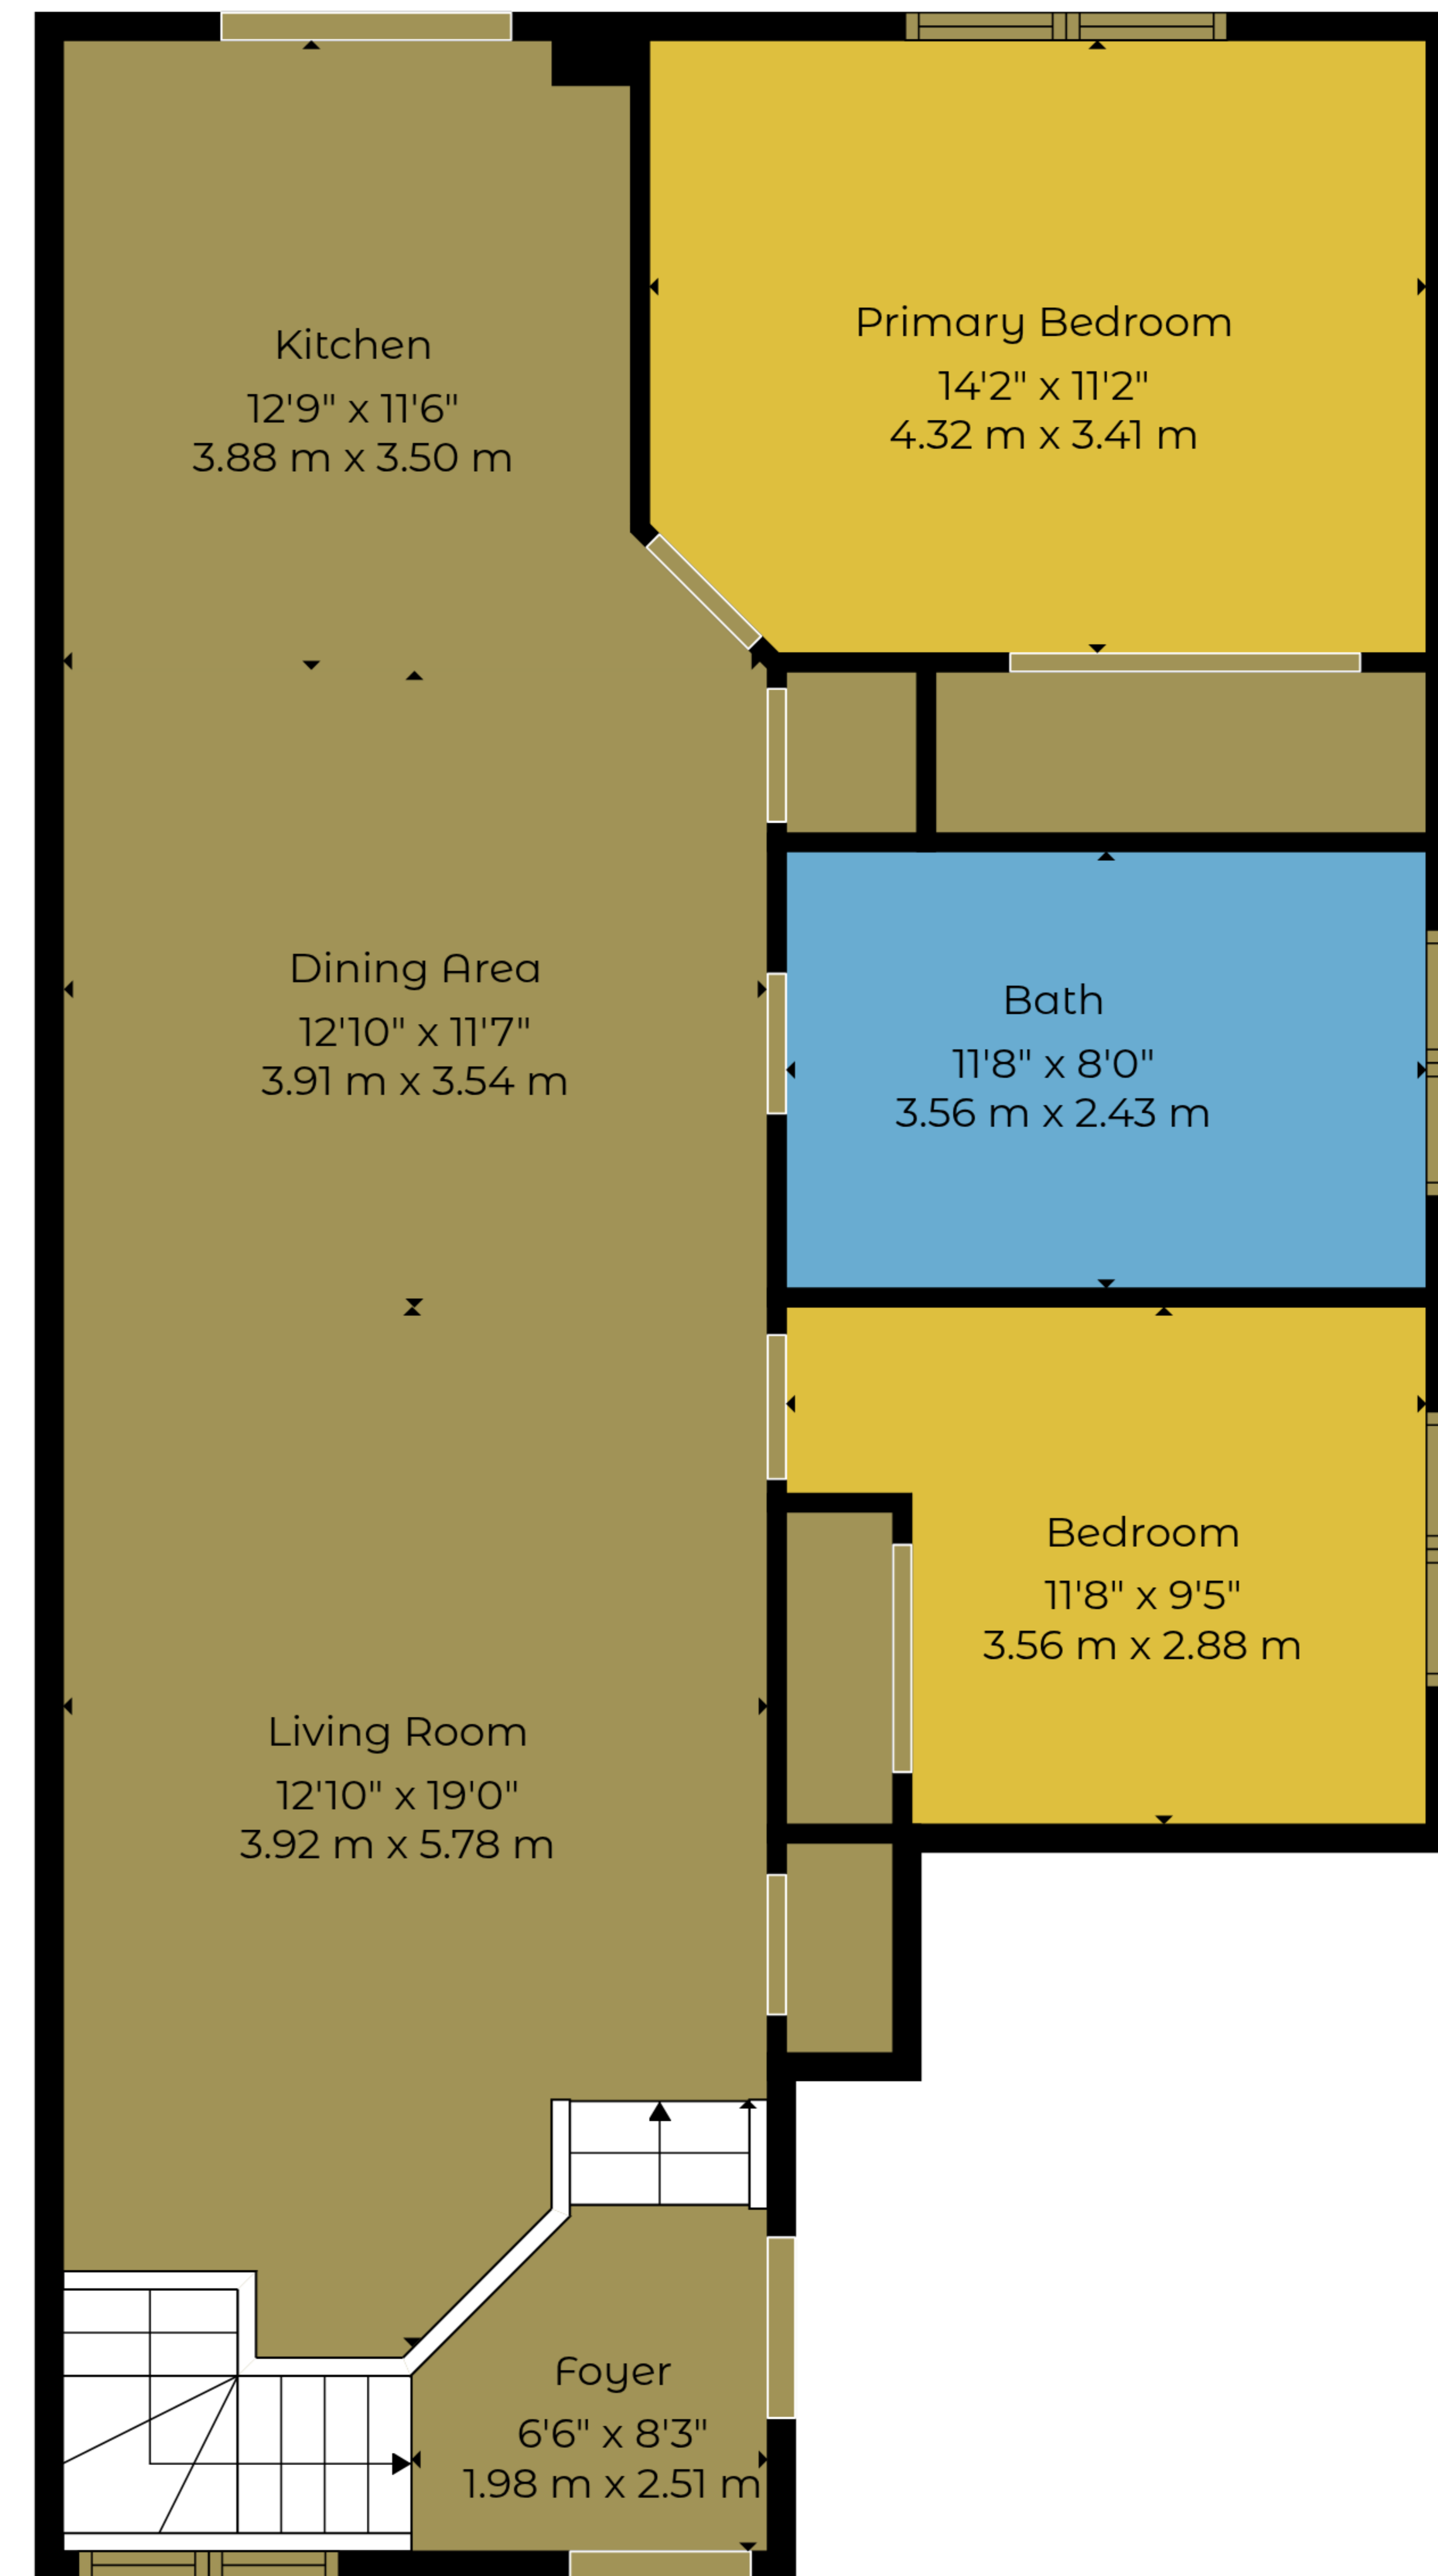 Kitchen
12'9" x 11'6"
3.88 m x 3.50 m
Primary Bedroom
14'2" x 11'2"
4.32 m x 3.41 m
Dining Area
12'10" x 11'7"
3.91 m x 3.54 m
Bath
11'8" x 8'0"
3.56 m x 2.43 m
Bedroom
11'8" x 9'5"
3.56 m x 2.88 m
Living Room
12'10" x 19'0"
3.92 m x 5.78 m
Foyer
6'6" x 8'3"
1.98 m x 2.51 m